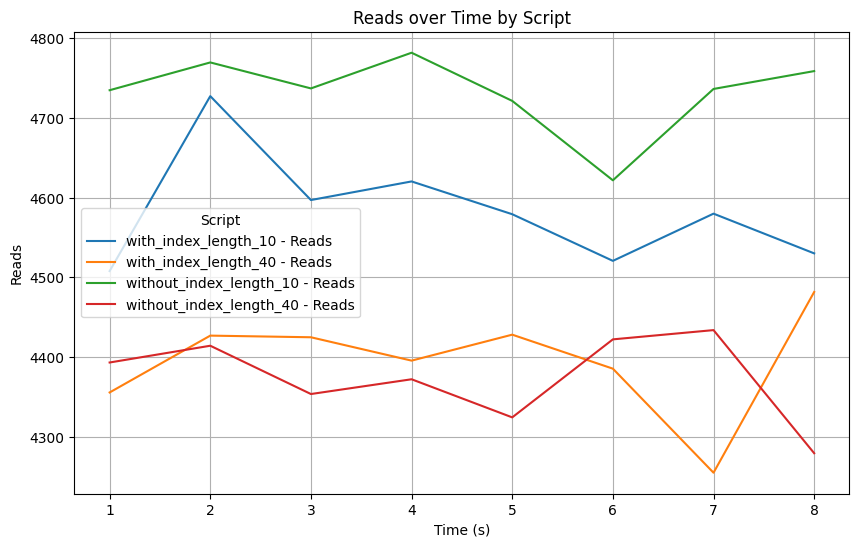 Reads over Time by Script
4800
4700
4600
4500
4400
4300
Reads
Script
with_index_length_10 - Reads
with_index_length_40 - Reads
without_index_length_10 - Reads
without_index_length_40 - Reads
1 2 3 4 5 6 7 8
Time (s)